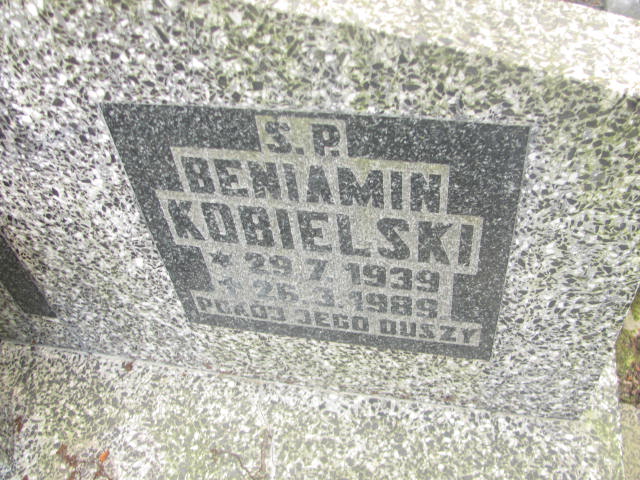 S. P.
BENIAMIN
KOBIELSKI
* 29.7.1939
† 26.3.1989
POKÓJ JEGO DUSZY